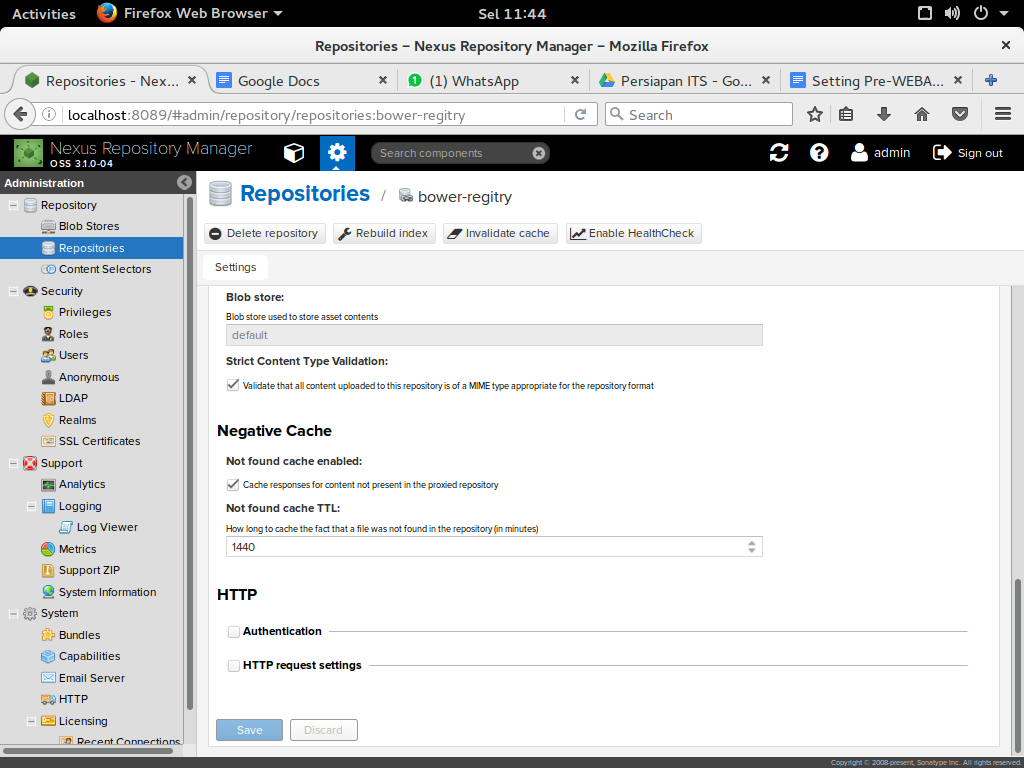 Activities
Firefox Web Browser
Sel 11:44
Repositories – Nexus Repository Manager – Mozilla Firefox
Repositories - Nex...
Google Docs
(1) WhatsApp
Persiapan ITS - Go...
Setting Pre-WEBA...
localhost:8089/#admin/repository/repositories:bower-regitry
Search
Nexus Repository Manager
OSS 3.1.0-04
Search components
admin
Sign out
Administration
Repository
Blob Stores
Repositories
Content Selectors
Security
Privileges
Roles
Users
Anonymous
LDAP
Realms
SSL Certificates
Support
Analytics
Logging
Log Viewer
Metrics
Support ZIP
System Information
System
Bundles
Capabilities
Email Server
HTTP
Licensing
Recent Connections
Repositories / bower-regitry
Delete repository
Rebuild index
Invalidate cache
Enable HealthCheck
Settings
Blob store:
Blob store used to store asset contents
default
Strict Content Type Validation:
Validate that all content uploaded to this repository is of a MIME type appropriate for the repository format
Negative Cache
Not found cache enabled:
Cache responses for content not present in the proxied repository
Not found cache TTL:
How long to cache the fact that a file was not found in the repository (in minutes)
1440
HTTP
Authentication
HTTP request settings
Save
Discard
Copyright © 2008-present, Sonatype Inc. All rights reserved.